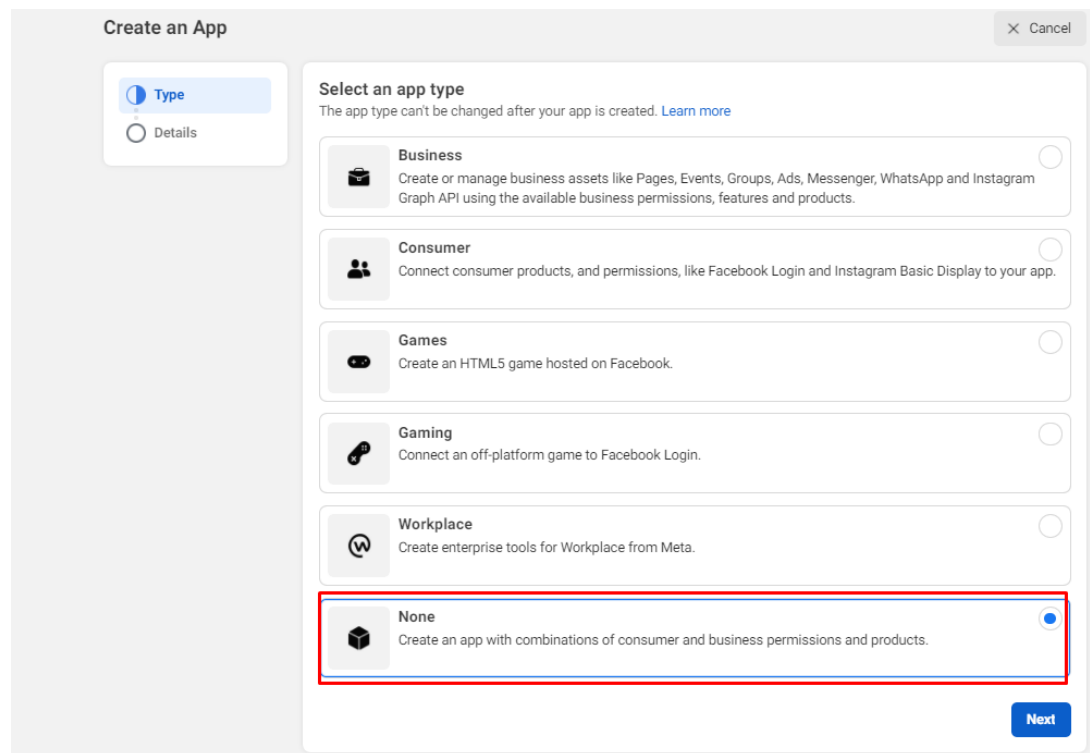 Create an App
Cancel
Type
Details
Select an app type
The app type can't be changed after your app is created. Learn more
Business
Create or manage business assets like Pages, Events, Groups, Ads, Messenger, WhatsApp and Instagram
Graph API using the available business permissions, features and products.
Consumer
Connect consumer products, and permissions, like Facebook Login and Instagram Basic Display to your app.
Games
Create an HTML5 game hosted on Facebook.
Gaming
Connect an off-platform game to Facebook Login.
Workplace
Create enterprise tools for Workplace from Meta.
None
Create an app with combinations of consumer and business permissions and products.
Next